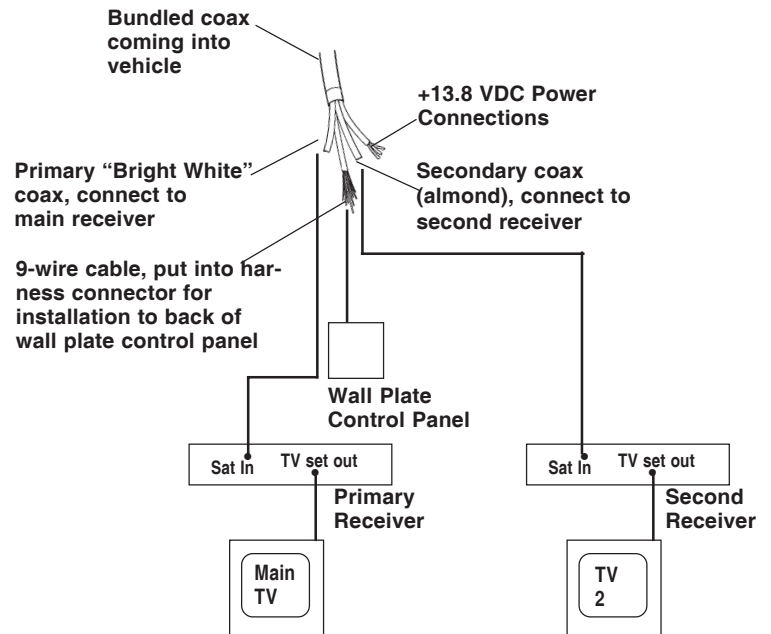 Bundled coax
coming into
vehicle
+13.8 VDC Power
Connections
Primary “Bright White”
coax, connect to
main receiver
Secondary coax
(almond), connect to
second receiver
9-wire cable, put into har-
ness connector for
installation to back of
wall plate control panel
Wall Plate
Control Panel
Sat In
TV set out
Primary
Receiver
Sat In
TV set out
Second
Receiver
Main
TV
TV
2